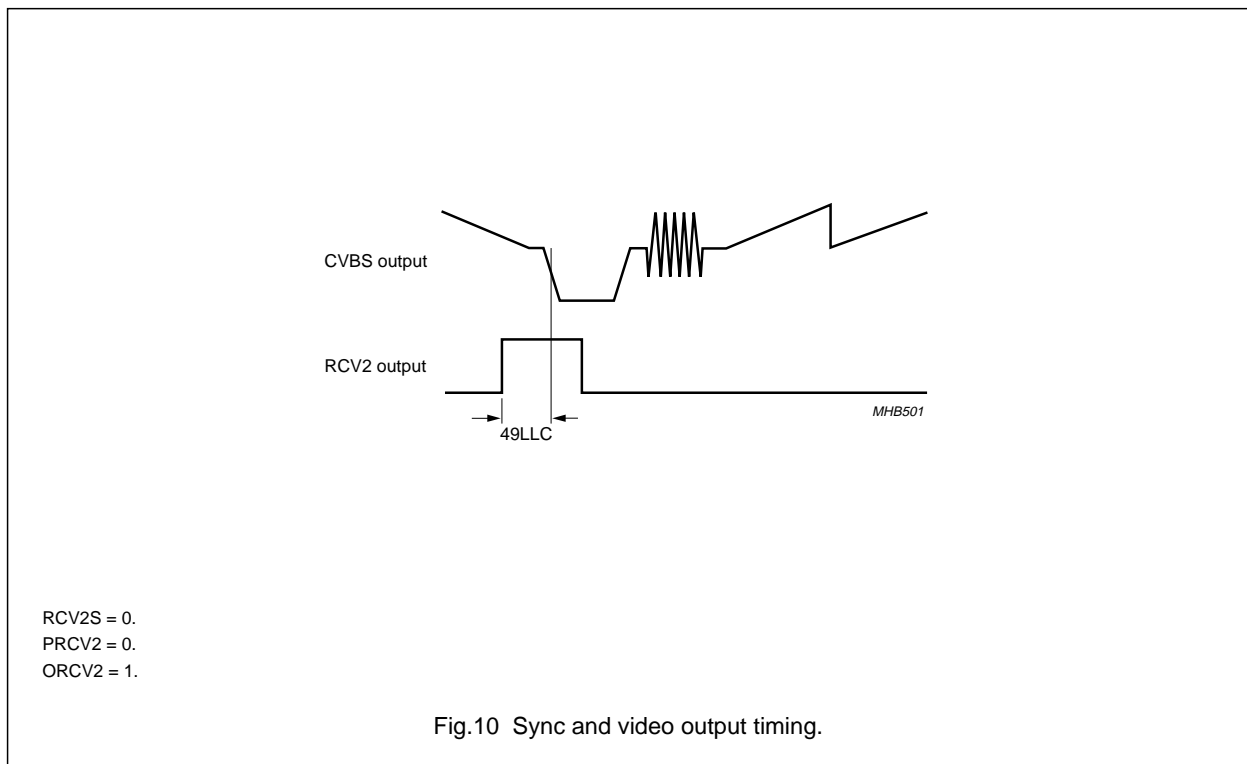 CVBS output
RCV2 output
MHB501
49LLC
RCV2S = 0.
PRCV2 = 0.
ORCV2 = 1.
Fig.10 Sync and video output timing.